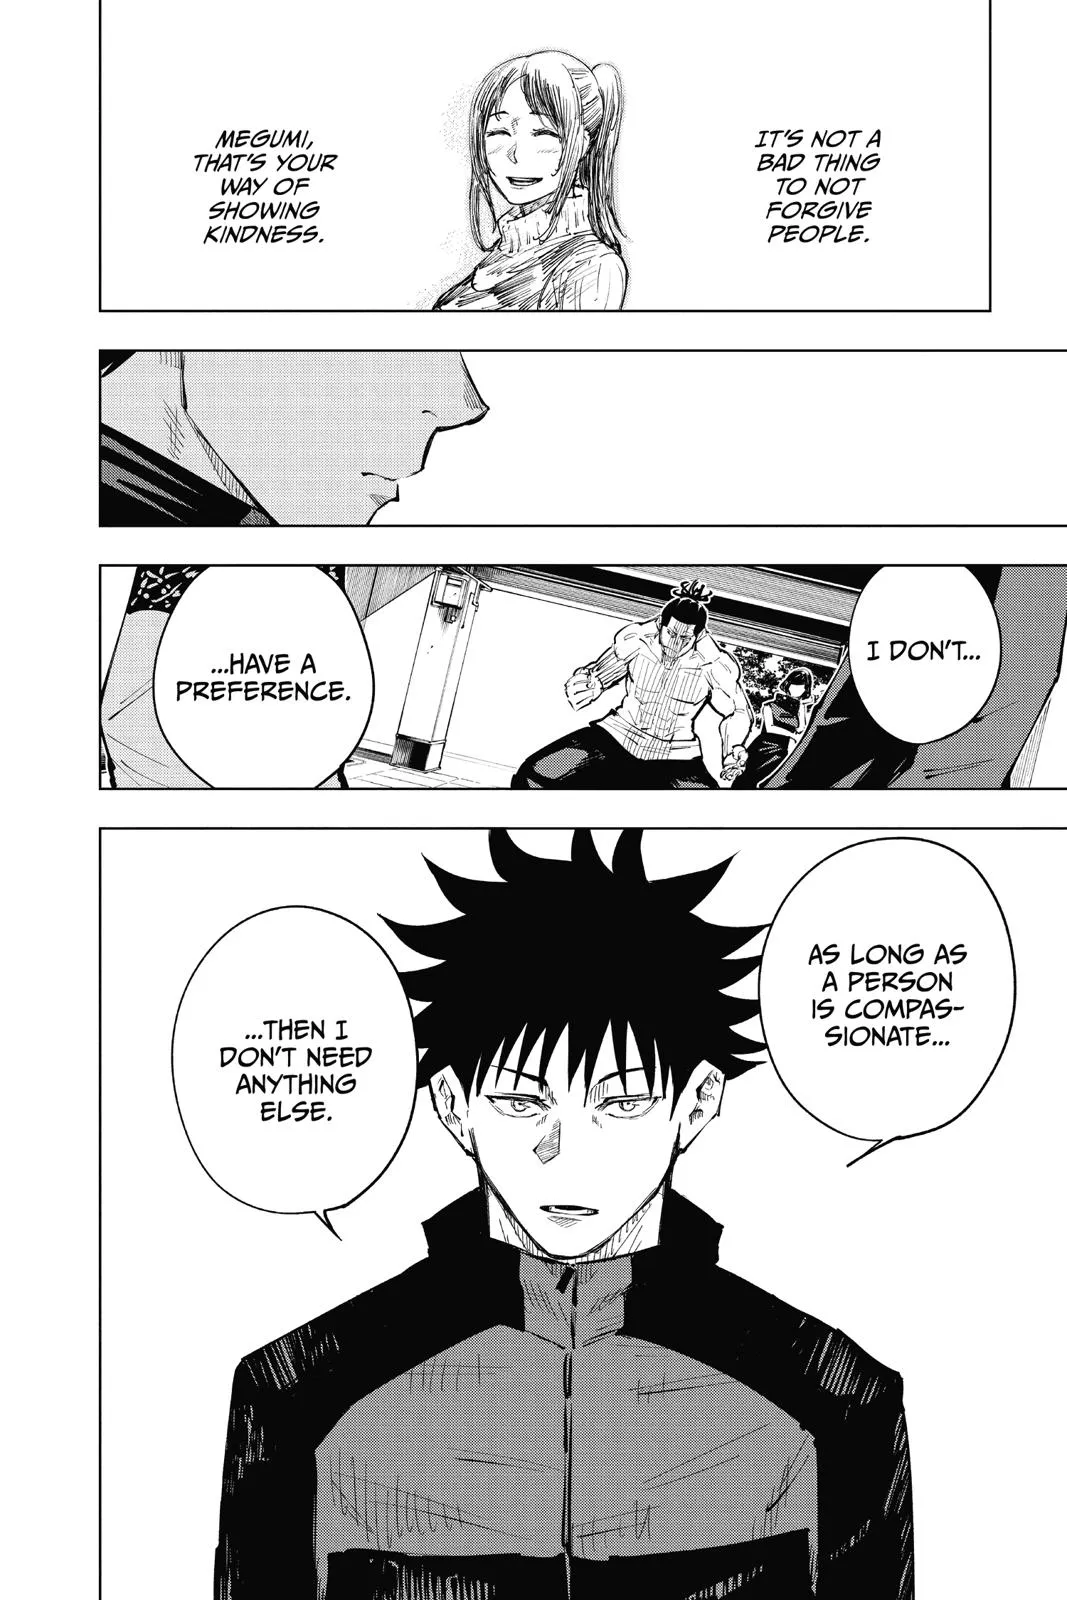 IT'S NOT A
BAD THING
TO NOT
FORGIVE
PEOPLE.
MEGUMI,
THAT'S YOUR
WAY OF
SHOWING
KINDNESS.
I DON'T...
...HAVE A
PREFERENCE.
AS LONG AS
A PERSON
IS COMPAS-
SIONATE...
...THEN I
DON'T NEED
ANYTHING
ELSE.